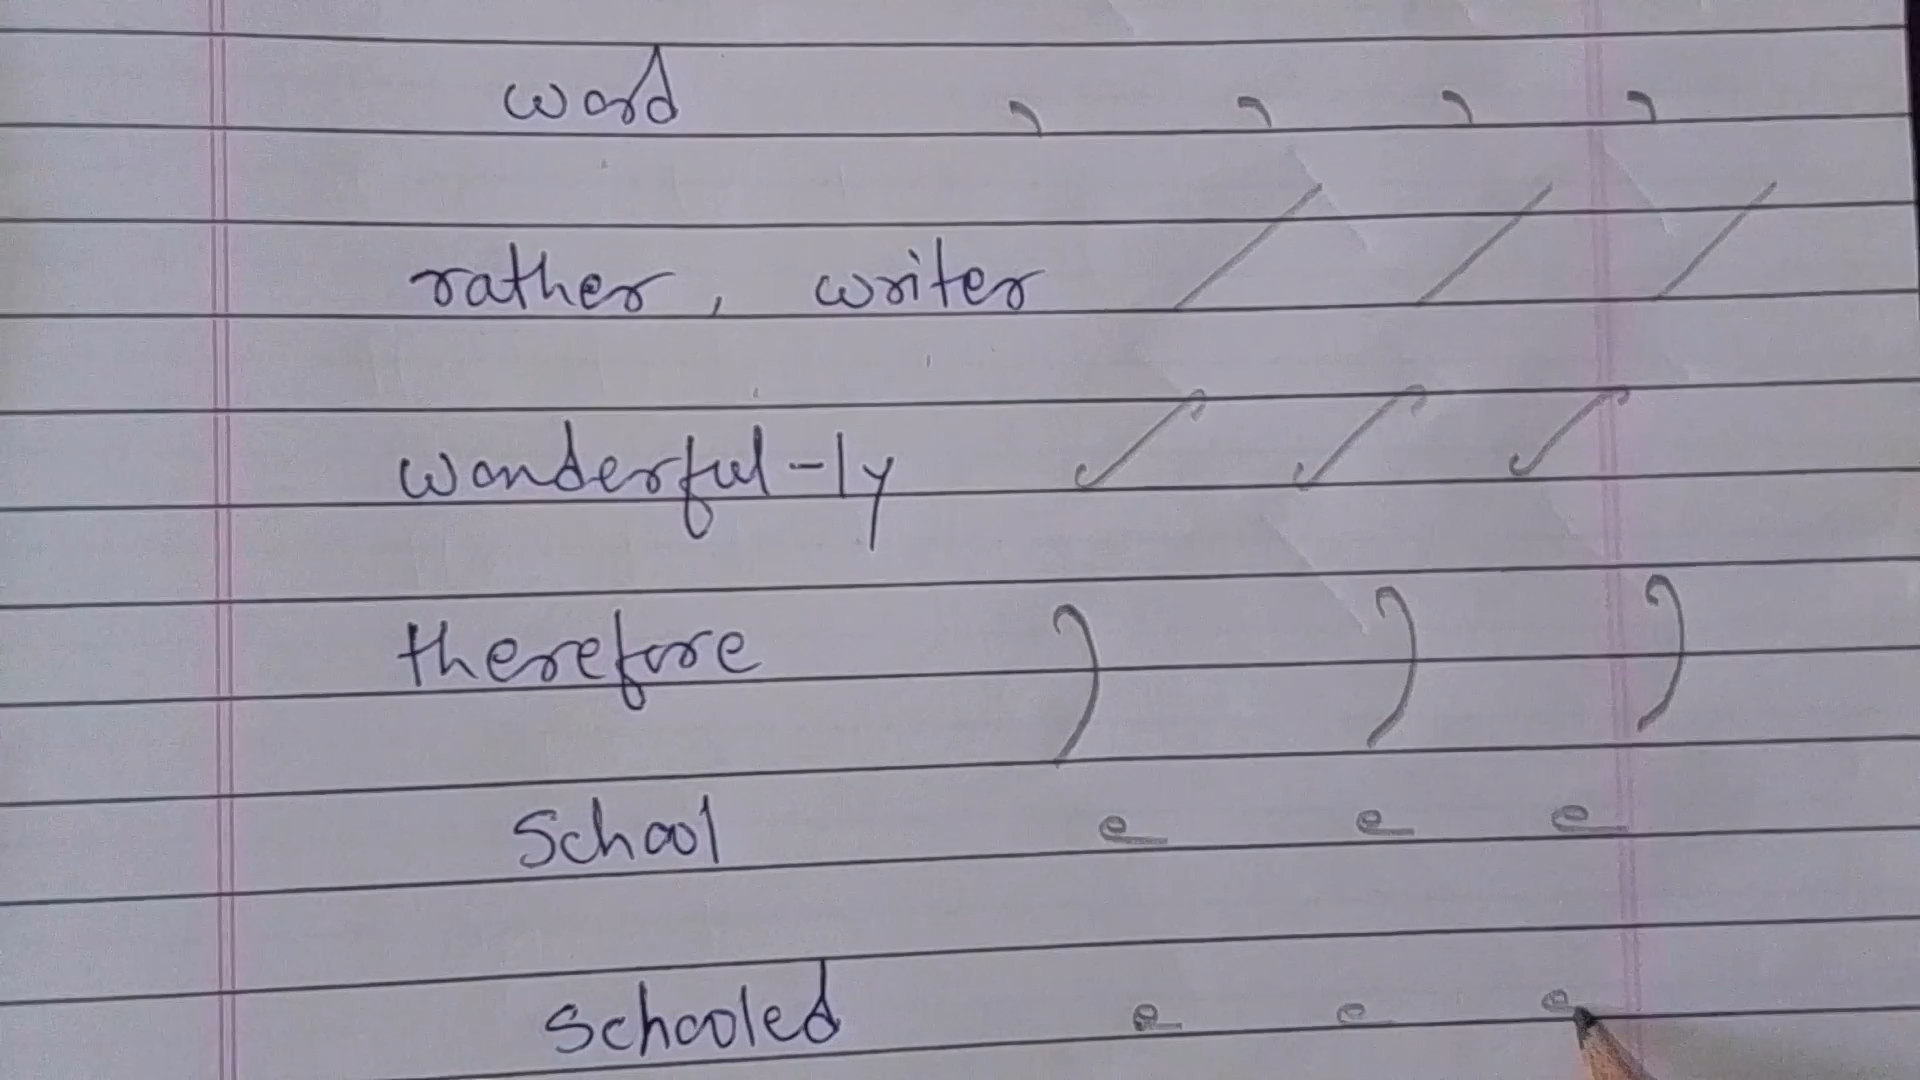 word
rather, writer
wonderful-ly
therefore
School
Schooled